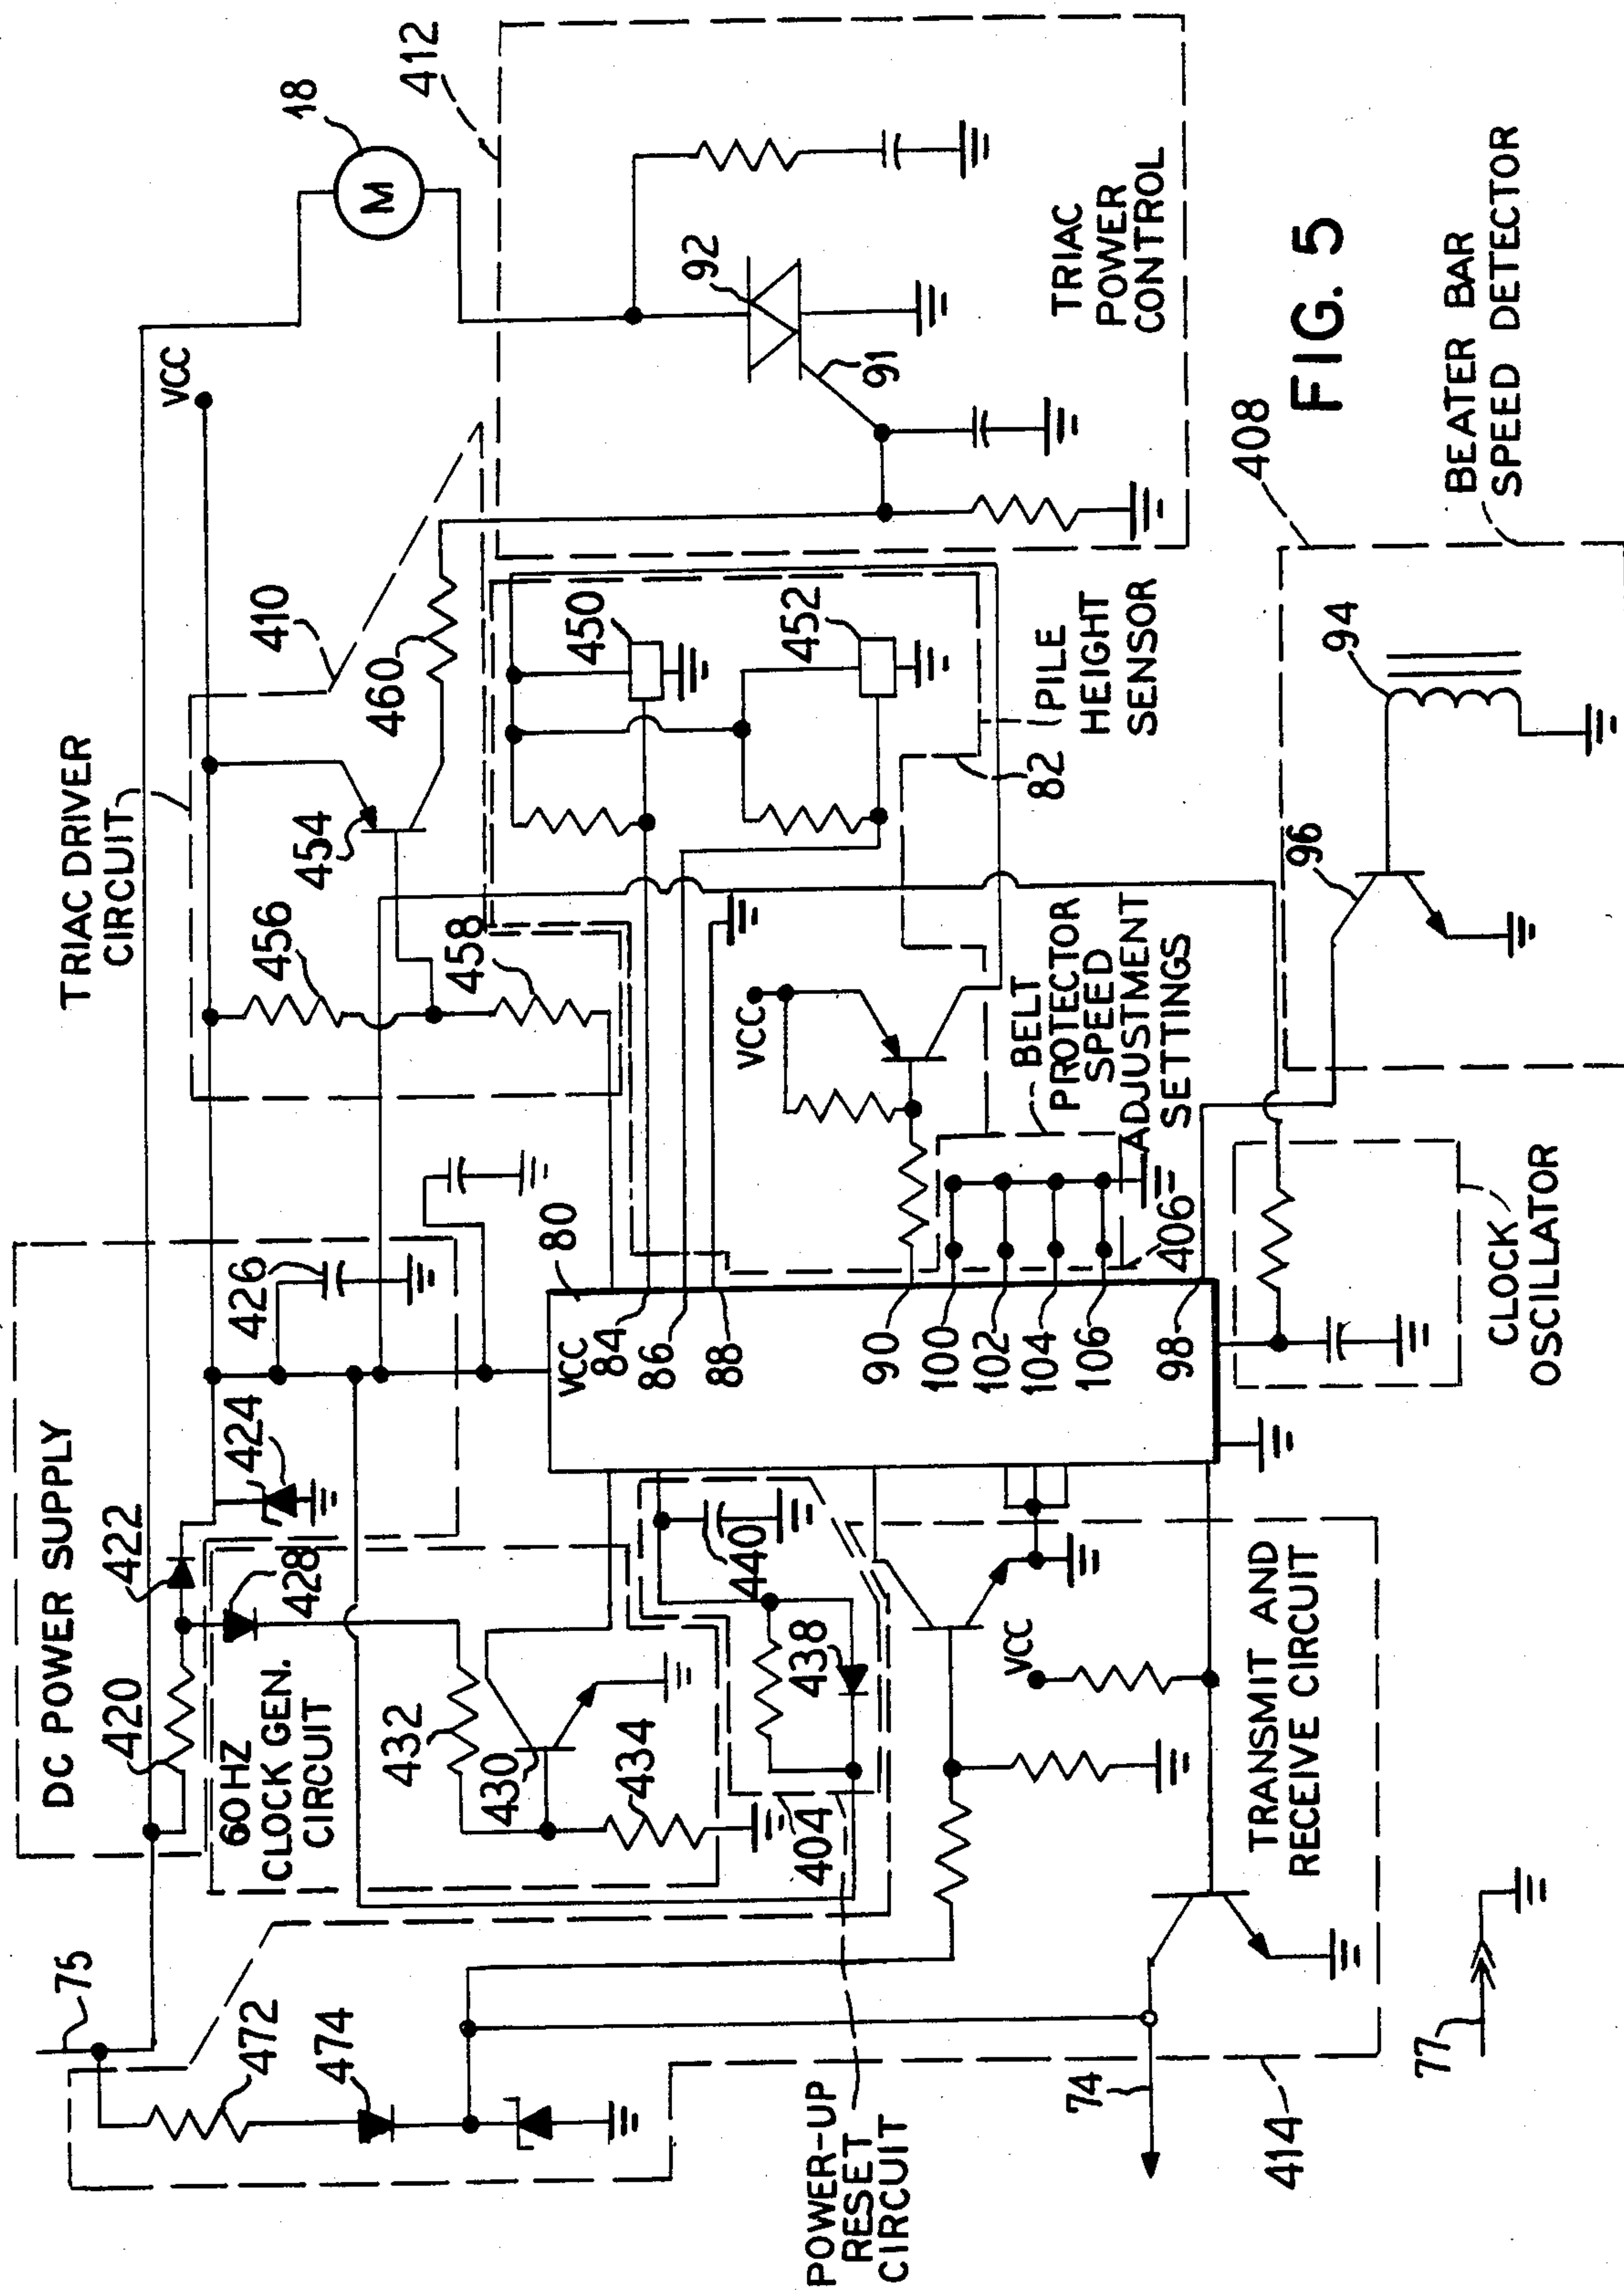 DC POWER SUPPLY
TRIAC DRIVER
CIRCUIT
75
420
422
424
426
456
454
410
VCC
18
M
412
472
474
60HZ
CLOCK GEN.
CIRCUIT
428
432
430
434
440
438
404
80
458
460
450
452
82
PILE
HEIGHT
SENSOR
92
91
TRIAC
POWER
CONTROL
VCC
84
86
88
90
100
102
104
106
98
VCC
BELT
PROTECTOR
SPEED
ADJUSTMENT
SETTINGS
406
POWER-UP
RESET
CIRCUIT
74
414
VCC
TRANSMIT AND
RECEIVE CIRCUIT
77
CLOCK
OSCILLATOR
96
94
408
BEATER BAR
SPEED DETECTOR
FIG. 5